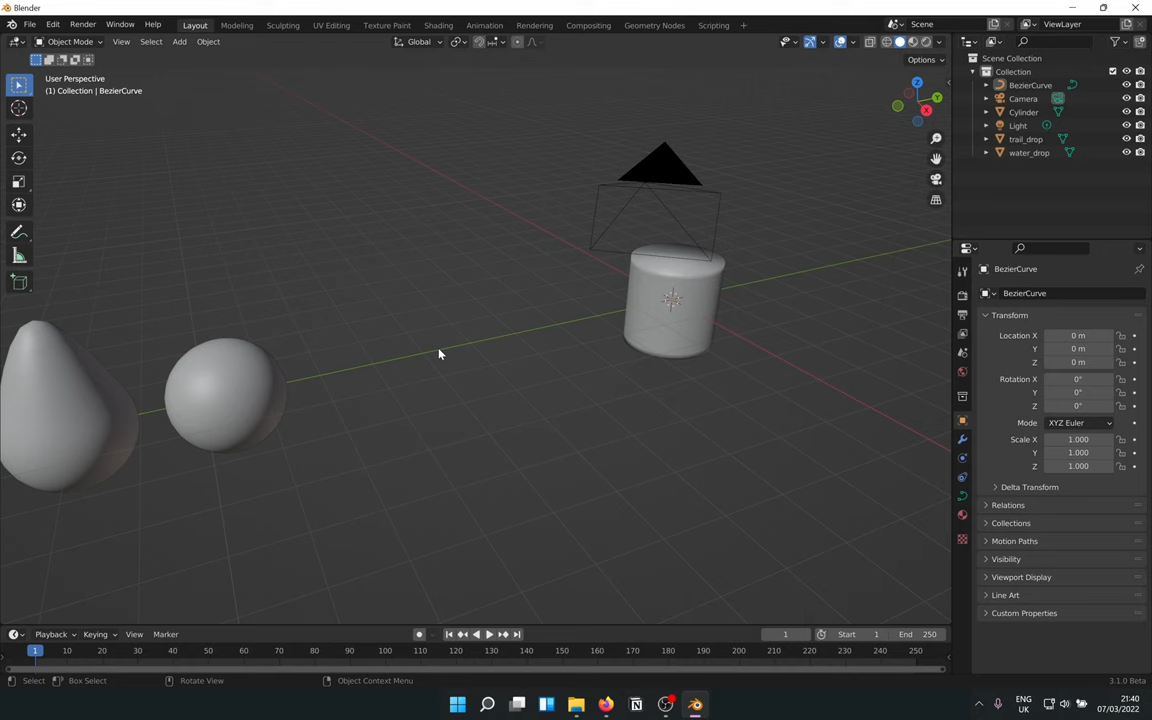 Blender
File Edit Render Window Help Layout Modeling Sculpting UV Editing Texture Paint Shading Animation Rendering Compositing Geometry Nodes Scripting + Scene ViewLayer
Object Mode View Select Add Object Global
Options
User Perspective
(1) Collection | BezierCurve
Z
Y
X
Scene Collection
Collection
BezierCurve
Camera
Cylinder
Light
trail_drop
water_drop
BezierCurve
BezierCurve
Transform
Location X 0 m
Y 0 m
Z 0 m
Rotation X 0°
Y 0°
Z 0°
Mode XYZ Euler
Scale X 1.000
Y 1.000
Z 1.000
Delta Transform
Relations
Collections
Motion Paths
Visibility
Viewport Display
Line Art
Custom Properties
Playback Keying View Marker 1 Start 1 End 250
1 10 20 30 40 50 60 70 80 90 100 110 120 130 140 150 160 170 180 190 200 210 220 230 240 250
Select Box Select Rotate View Object Context Menu 3.1.0 Beta
ENG
UK
21:40
07/03/2022